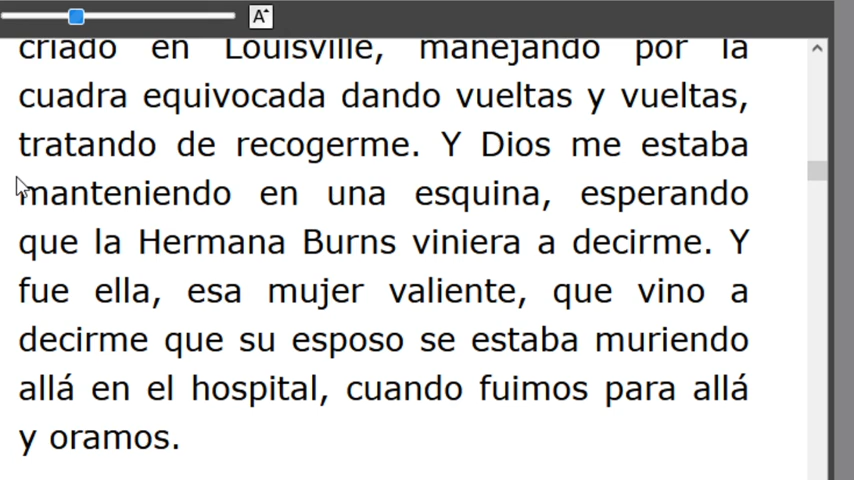 A
criado en Louisville, manejando por la
cuadra equivocada dando vueltas y vueltas,
tratando de recogerme. Y Dios me estaba
manteniendo en una esquina, esperando
que la Hermana Burns viniera a decirme. Y
fue ella, esa mujer valiente, que vino a
decirme que su esposo se estaba muriendo
allá en el hospital, cuando fuimos para allá
y oramos.